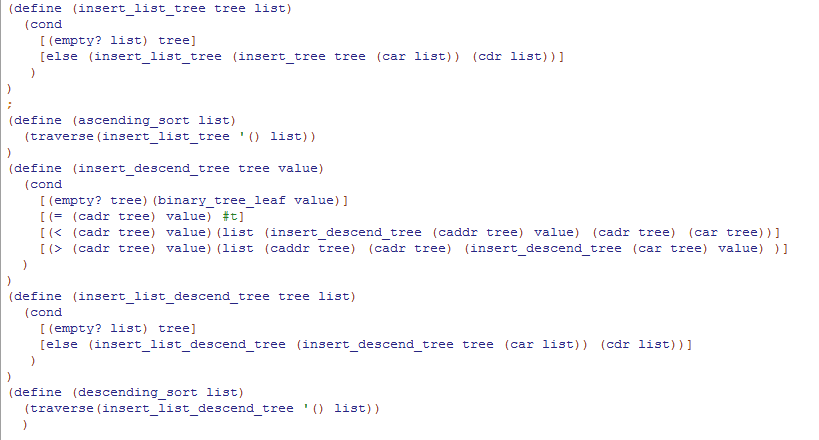 (define (insert_list_tree tree list)
  (cond
    [(empty? list) tree]
    [else (insert_list_tree (insert_tree tree (car list)) (cdr list))]
   )
)
;
(define (ascending_sort list)
  (traverse(insert_list_tree '() list))
)
(define (insert_descend_tree tree value)
  (cond
    [(empty? tree)(binary_tree_leaf value)]
    [(= (cadr tree) value) #t]
    [(< (cadr tree) value)(list (insert_descend_tree (caddr tree) value) (cadr tree) (car tree))]
    [(> (cadr tree) value)(list (caddr tree) (cadr tree) (insert_descend_tree (car tree) value) )]
  )
)
(define (insert_list_descend_tree tree list)
  (cond
    [(empty? list) tree]
    [else (insert_list_descend_tree (insert_descend_tree tree (car list)) (cdr list))]
   )
)
(define (descending_sort list)
  (traverse(insert_list_descend_tree '() list))
  )